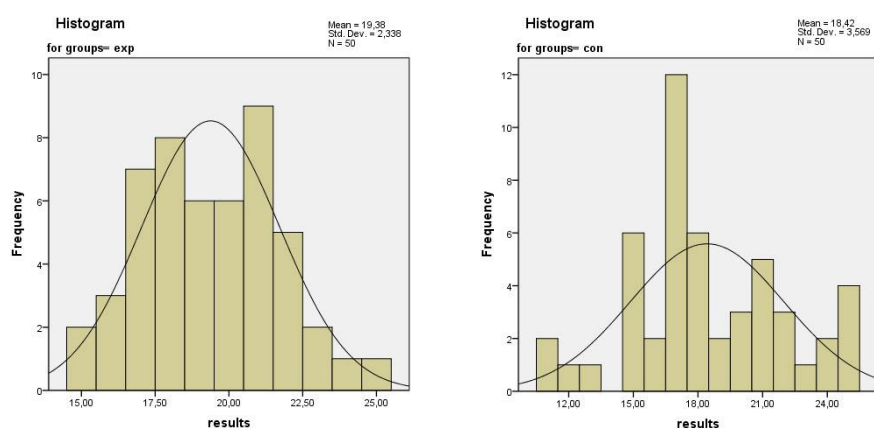 Histogram
for groups= exp
Mean = 19,38
Std. Dev. = 2,338
N = 50
10
8
6
4
2
0
Frequency
15,00
17,50
20,00
22,50
25,00
results
Histogram
for groups= con
Mean = 18,42
Std. Dev. = 3,569
N = 50
12
10
8
6
4
2
0
Frequency
12,00
15,00
18,00
21,00
24,00
results